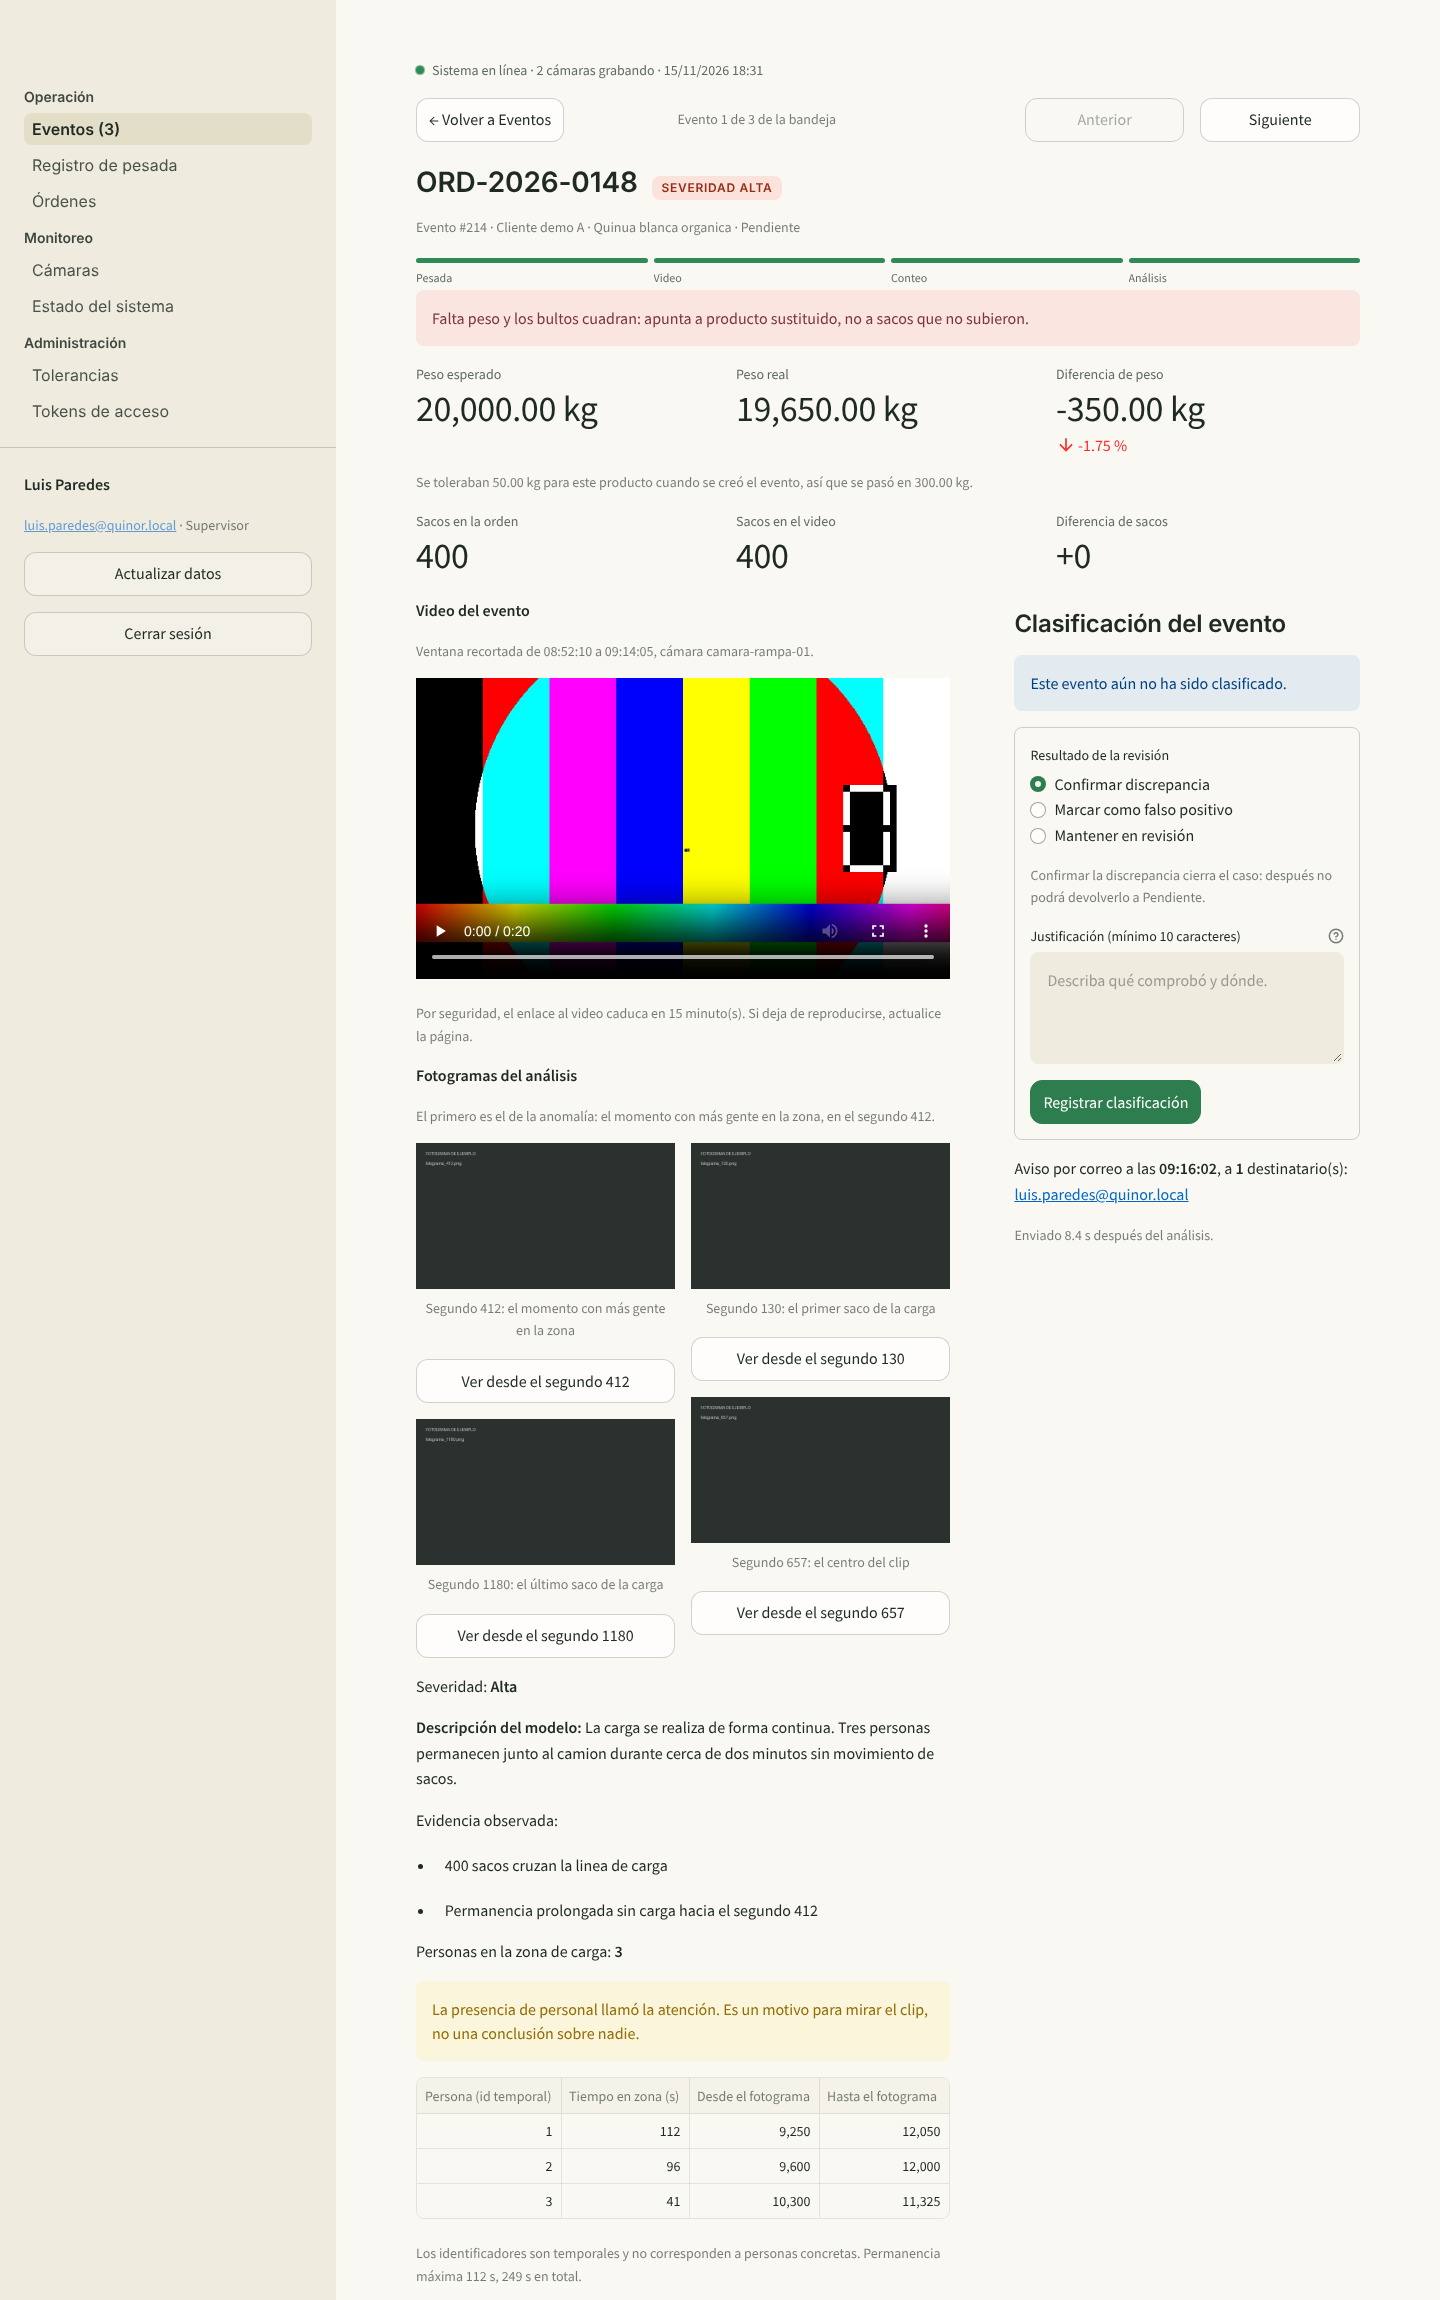 Operación
Eventos (3)
Registro de pesada
Órdenes
Monitoreo
Cámaras
Estado del sistema
Administración
Tolerancias
Tokens de acceso
Luis Paredes
luis.paredes@quinor.local · Supervisor
Actualizar datos
Cerrar sesión
Sistema en línea · 2 cámaras grabando · 15/11/2026 18:31
← Volver a Eventos
Evento 1 de 3 de la bandeja
Anterior
Siguiente
ORD-2026-0148 SEVERIDAD ALTA
Evento #214 · Cliente demo A · Quinua blanca organica · Pendiente
Pesada
Video
Conteo
Análisis
Falta peso y los bultos cuadran: apunta a producto sustituido, no a sacos que no subieron.
Peso esperado
20,000.00 kg
Peso real
19,650.00 kg
Diferencia de peso
-350.00 kg
↓ -1.75 %
Se toleraban 50.00 kg para este producto cuando se creó el evento, así que se pasó en 300.00 kg.
Sacos en la orden
400
Sacos en el video
400
Diferencia de sacos
+0
Video del evento
Ventana recortada de 08:52:10 a 09:14:05, cámara camara-rampa-01.
0:00 / 0:20
Por seguridad, el enlace al video caduca en 15 minuto(s). Si deja de reproducirse, actualice
la página.
Fotogramas del análisis
El primero es el de la anomalía: el momento con más gente en la zona, en el segundo 412.
FOTOGRAMA DE EJEMPLO
fotograma_412.png
Segundo 412: el momento con más gente
en la zona
Ver desde el segundo 412
FOTOGRAMA DE EJEMPLO
fotograma_130.png
Segundo 130: el primer saco de la carga
Ver desde el segundo 130
FOTOGRAMA DE EJEMPLO
fotograma_1180.png
Segundo 1180: el último saco de la carga
Ver desde el segundo 1180
FOTOGRAMA DE EJEMPLO
fotograma_657.png
Segundo 657: el centro del clip
Ver desde el segundo 657
Severidad: Alta
Descripción del modelo: La carga se realiza de forma continua. Tres personas
permanecen junto al camion durante cerca de dos minutos sin movimiento de
sacos.
Evidencia observada:
• 400 sacos cruzan la linea de carga
• Permanencia prolongada sin carga hacia el segundo 412
Personas en la zona de carga: 3
La presencia de personal llamó la atención. Es un motivo para mirar el clip,
no una conclusión sobre nadie.
Persona (id temporal) Tiempo en zona (s) Desde el fotograma Hasta el fotograma
1 112 9,250 12,050
2 96 9,600 12,000
3 41 10,300 11,325
Los identificadores son temporales y no corresponden a personas concretas. Permanencia
máxima 112 s, 249 s en total.
Clasificación del evento
Este evento aún no ha sido clasificado.
Resultado de la revisión
Confirmar discrepancia
Marcar como falso positivo
Mantener en revisión
Confirmar la discrepancia cierra el caso: después no
podrá devolverlo a Pendiente.
Justificación (mínimo 10 caracteres)
Describa qué comprobó y dónde.
Registrar clasificación
Aviso por correo a las 09:16:02, a 1 destinatario(s):
luis.paredes@quinor.local
Enviado 8.4 s después del análisis.